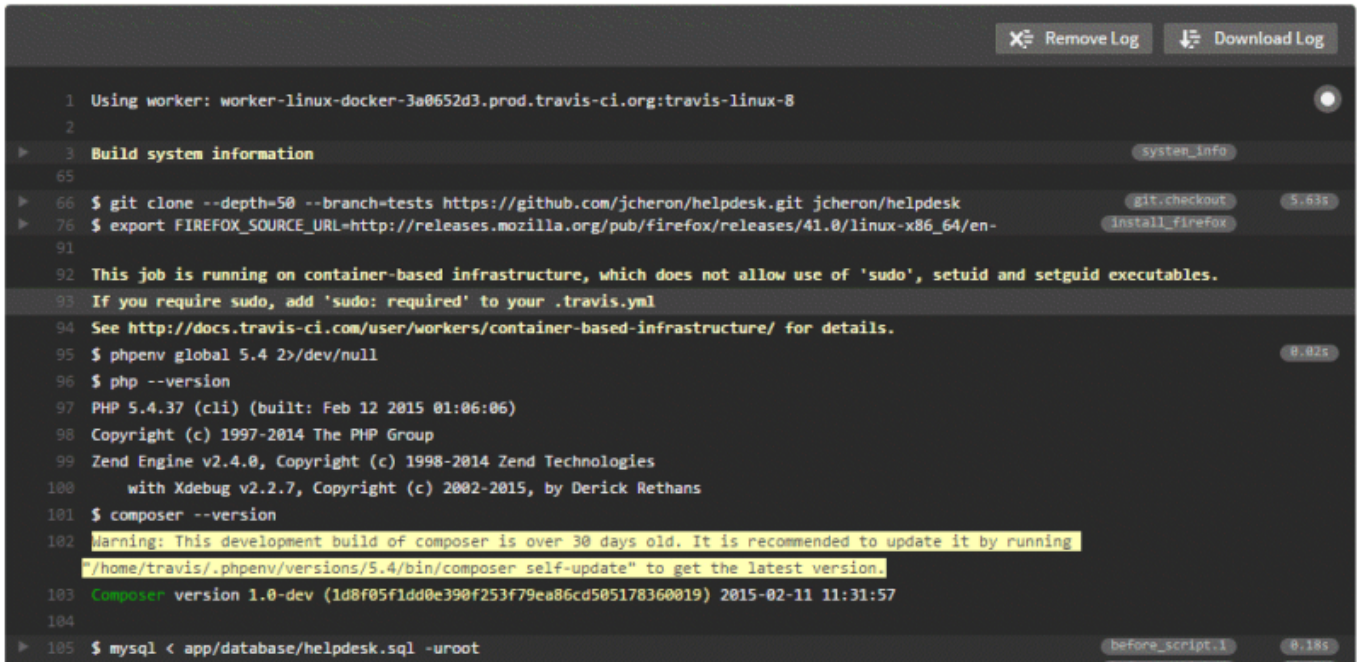 Remove Log Download Log
1 Using worker: worker-linux-docker-3a0652d3.prod.travis-ci.org:travis-linux-8
2
3 Build system information system_info
65
66 $ git clone --depth=50 --branch=tests https://github.com/jcheron/helpdesk.git jcheron/helpdesk git.checkout 5.63s
76 $ export FIREFOX_SOURCE_URL=http://releases.mozilla.org/pub/firefox/releases/41.0/linux-x86_64/en- install_firefox
91
92 This job is running on container-based infrastructure, which does not allow use of 'sudo', setuid and setguid executables.
93 If you require sudo, add 'sudo: required' to your .travis.yml
94 See http://docs.travis-ci.com/user/workers/container-based-infrastructure/ for details.
95 $ phpenv global 5.4 2>/dev/null 0.02s
96 $ php --version
97 PHP 5.4.37 (cli) (built: Feb 12 2015 01:06:06)
98 Copyright (c) 1997-2014 The PHP Group
99 Zend Engine v2.4.0, Copyright (c) 1998-2014 Zend Technologies
100 with Xdebug v2.2.7, Copyright (c) 2002-2015, by Derick Rethans
101 $ composer --version
102 Warning: This development build of composer is over 30 days old. It is recommended to update it by running
"/home/travis/.phpenv/versions/5.4/bin/composer self-update" to get the latest version.
103 Composer version 1.0-dev (1d8f05f1dd0e390f253f79ea86cd505178360019) 2015-02-11 11:31:57
104
105 $ mysql < app/database/helpdesk.sql -uroot before_script.1 0.18s